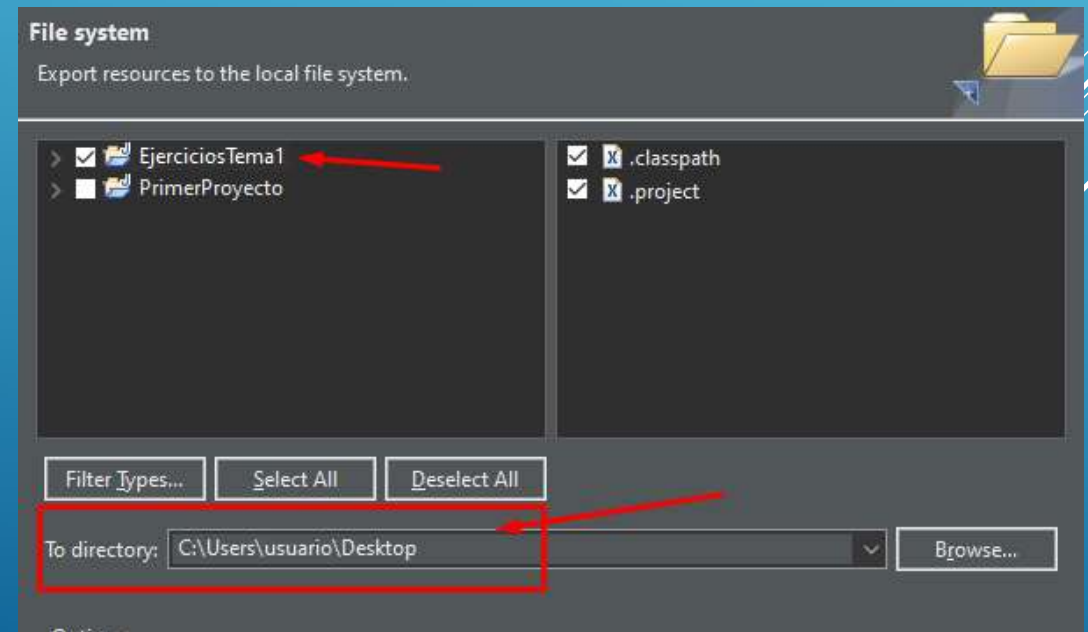 File system
Export resources to the local file system.
EjerciciosTema1
PrimerProyecto
.classpath
.project
Filter Types...
Select All
Deselect All
To directory:
C:\Users\usuario\Desktop
Browse...